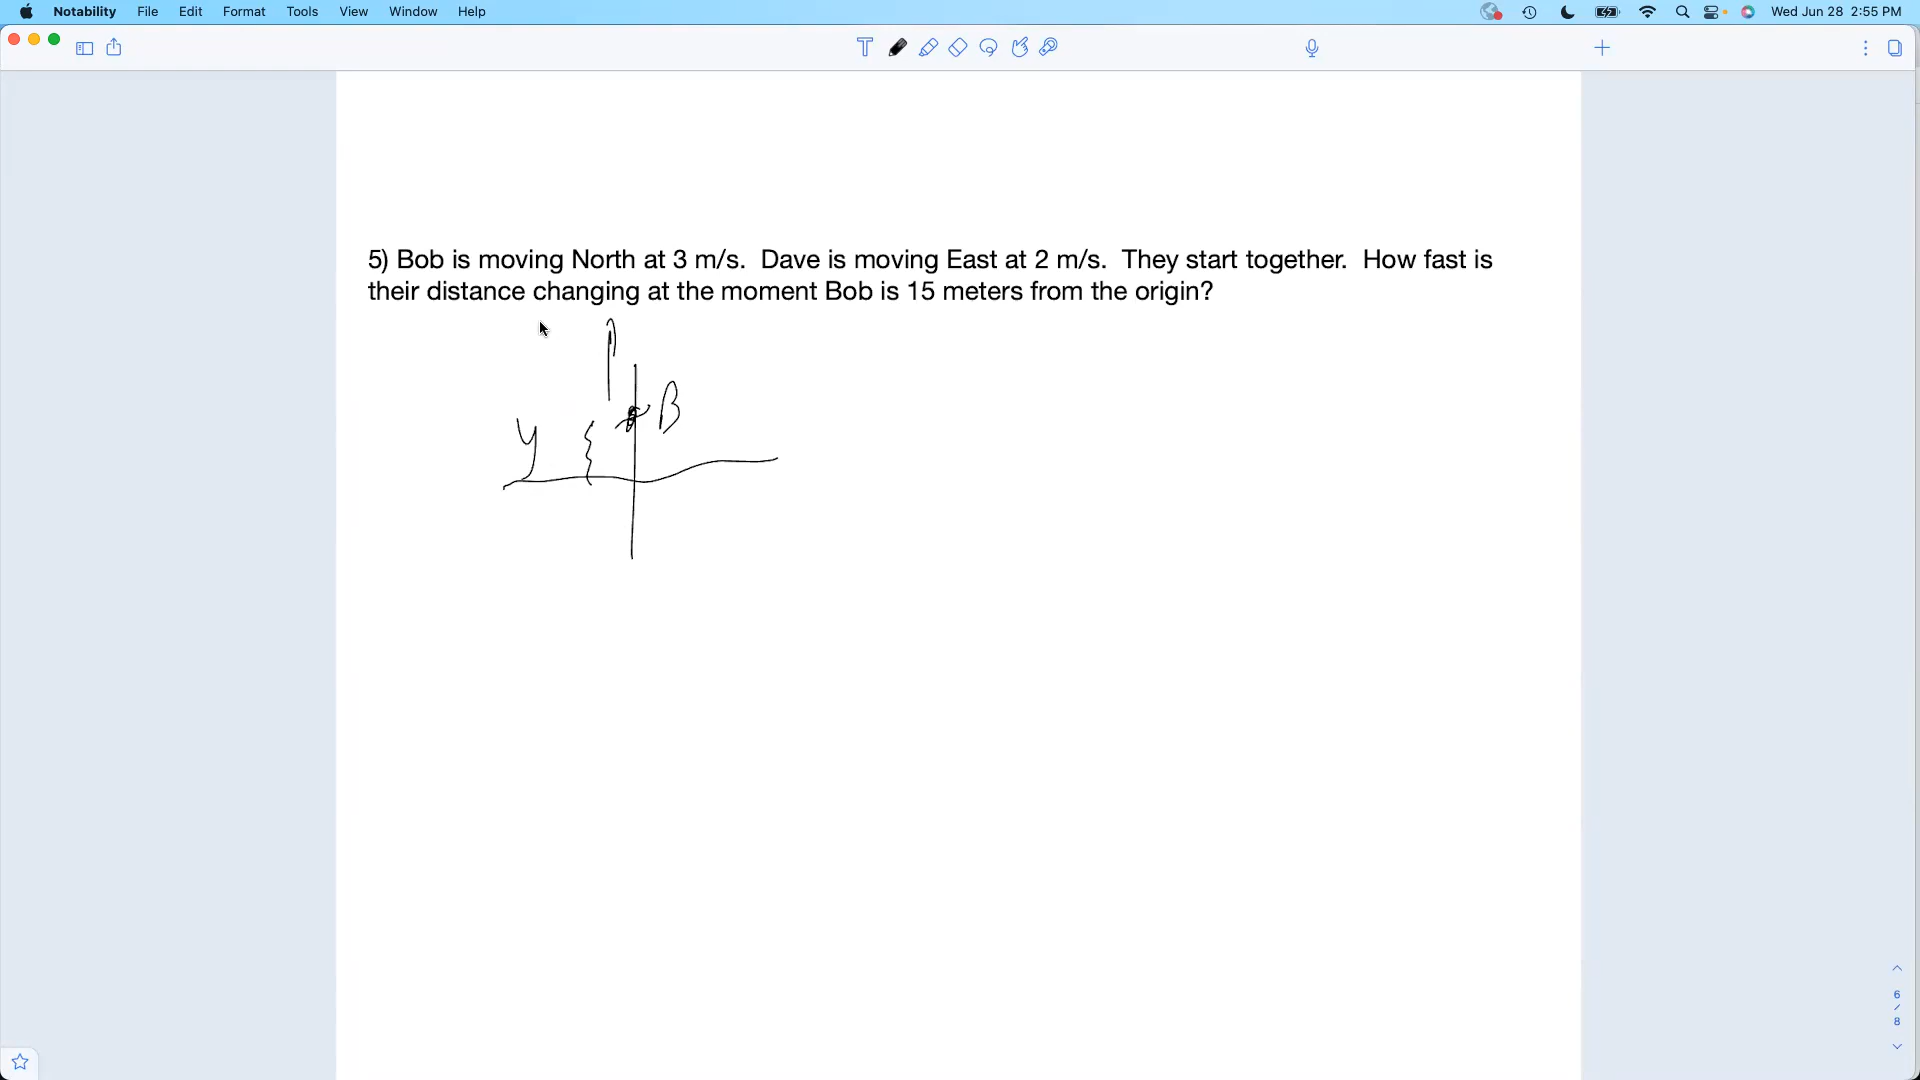 Notability File Edit Format Tools View Window Help Wed Jun 28 2:55 PM
5) Bob is moving North at 3 m/s. Dave is moving East at 2 m/s. They start together. How fast is
their distance changing at the moment Bob is 15 meters from the origin?
B
y
6
/
8